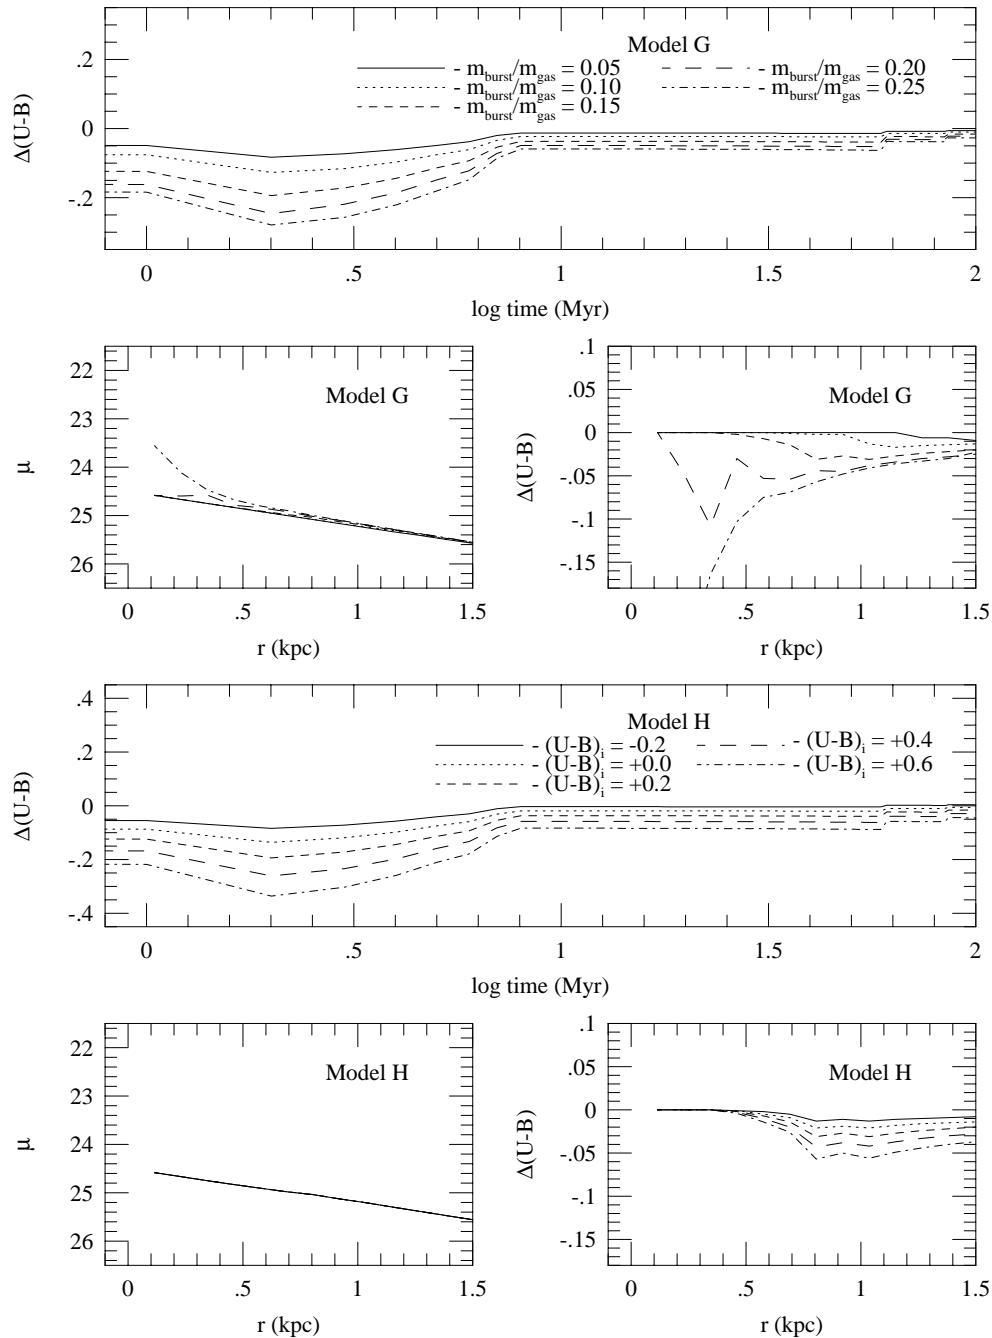 .2
0
-.2
Δ(U-B)
Model G
- m_burst/m_gas = 0.05
- m_burst/m_gas = 0.10
- m_burst/m_gas = 0.15
- m_burst/m_gas = 0.20
- m_burst/m_gas = 0.25
0 .5 1 1.5 2
log time (Myr)
22
23
24
25
26
μ
Model G
0 .5 1 1.5
r (kpc)
.1
.05
0
-.05
-.1
-.15
Δ(U-B)
Model G
0 .5 1 1.5
r (kpc)
.4
.2
0
-.2
-.4
Δ(U-B)
Model H
- (U-B)_i = -0.2
- (U-B)_i = +0.0
- (U-B)_i = +0.2
- (U-B)_i = +0.4
- (U-B)_i = +0.6
0 .5 1 1.5 2
log time (Myr)
22
23
24
25
26
μ
Model H
0 .5 1 1.5
r (kpc)
.1
.05
0
-.05
-.1
-.15
Δ(U-B)
Model H
0 .5 1 1.5
r (kpc)